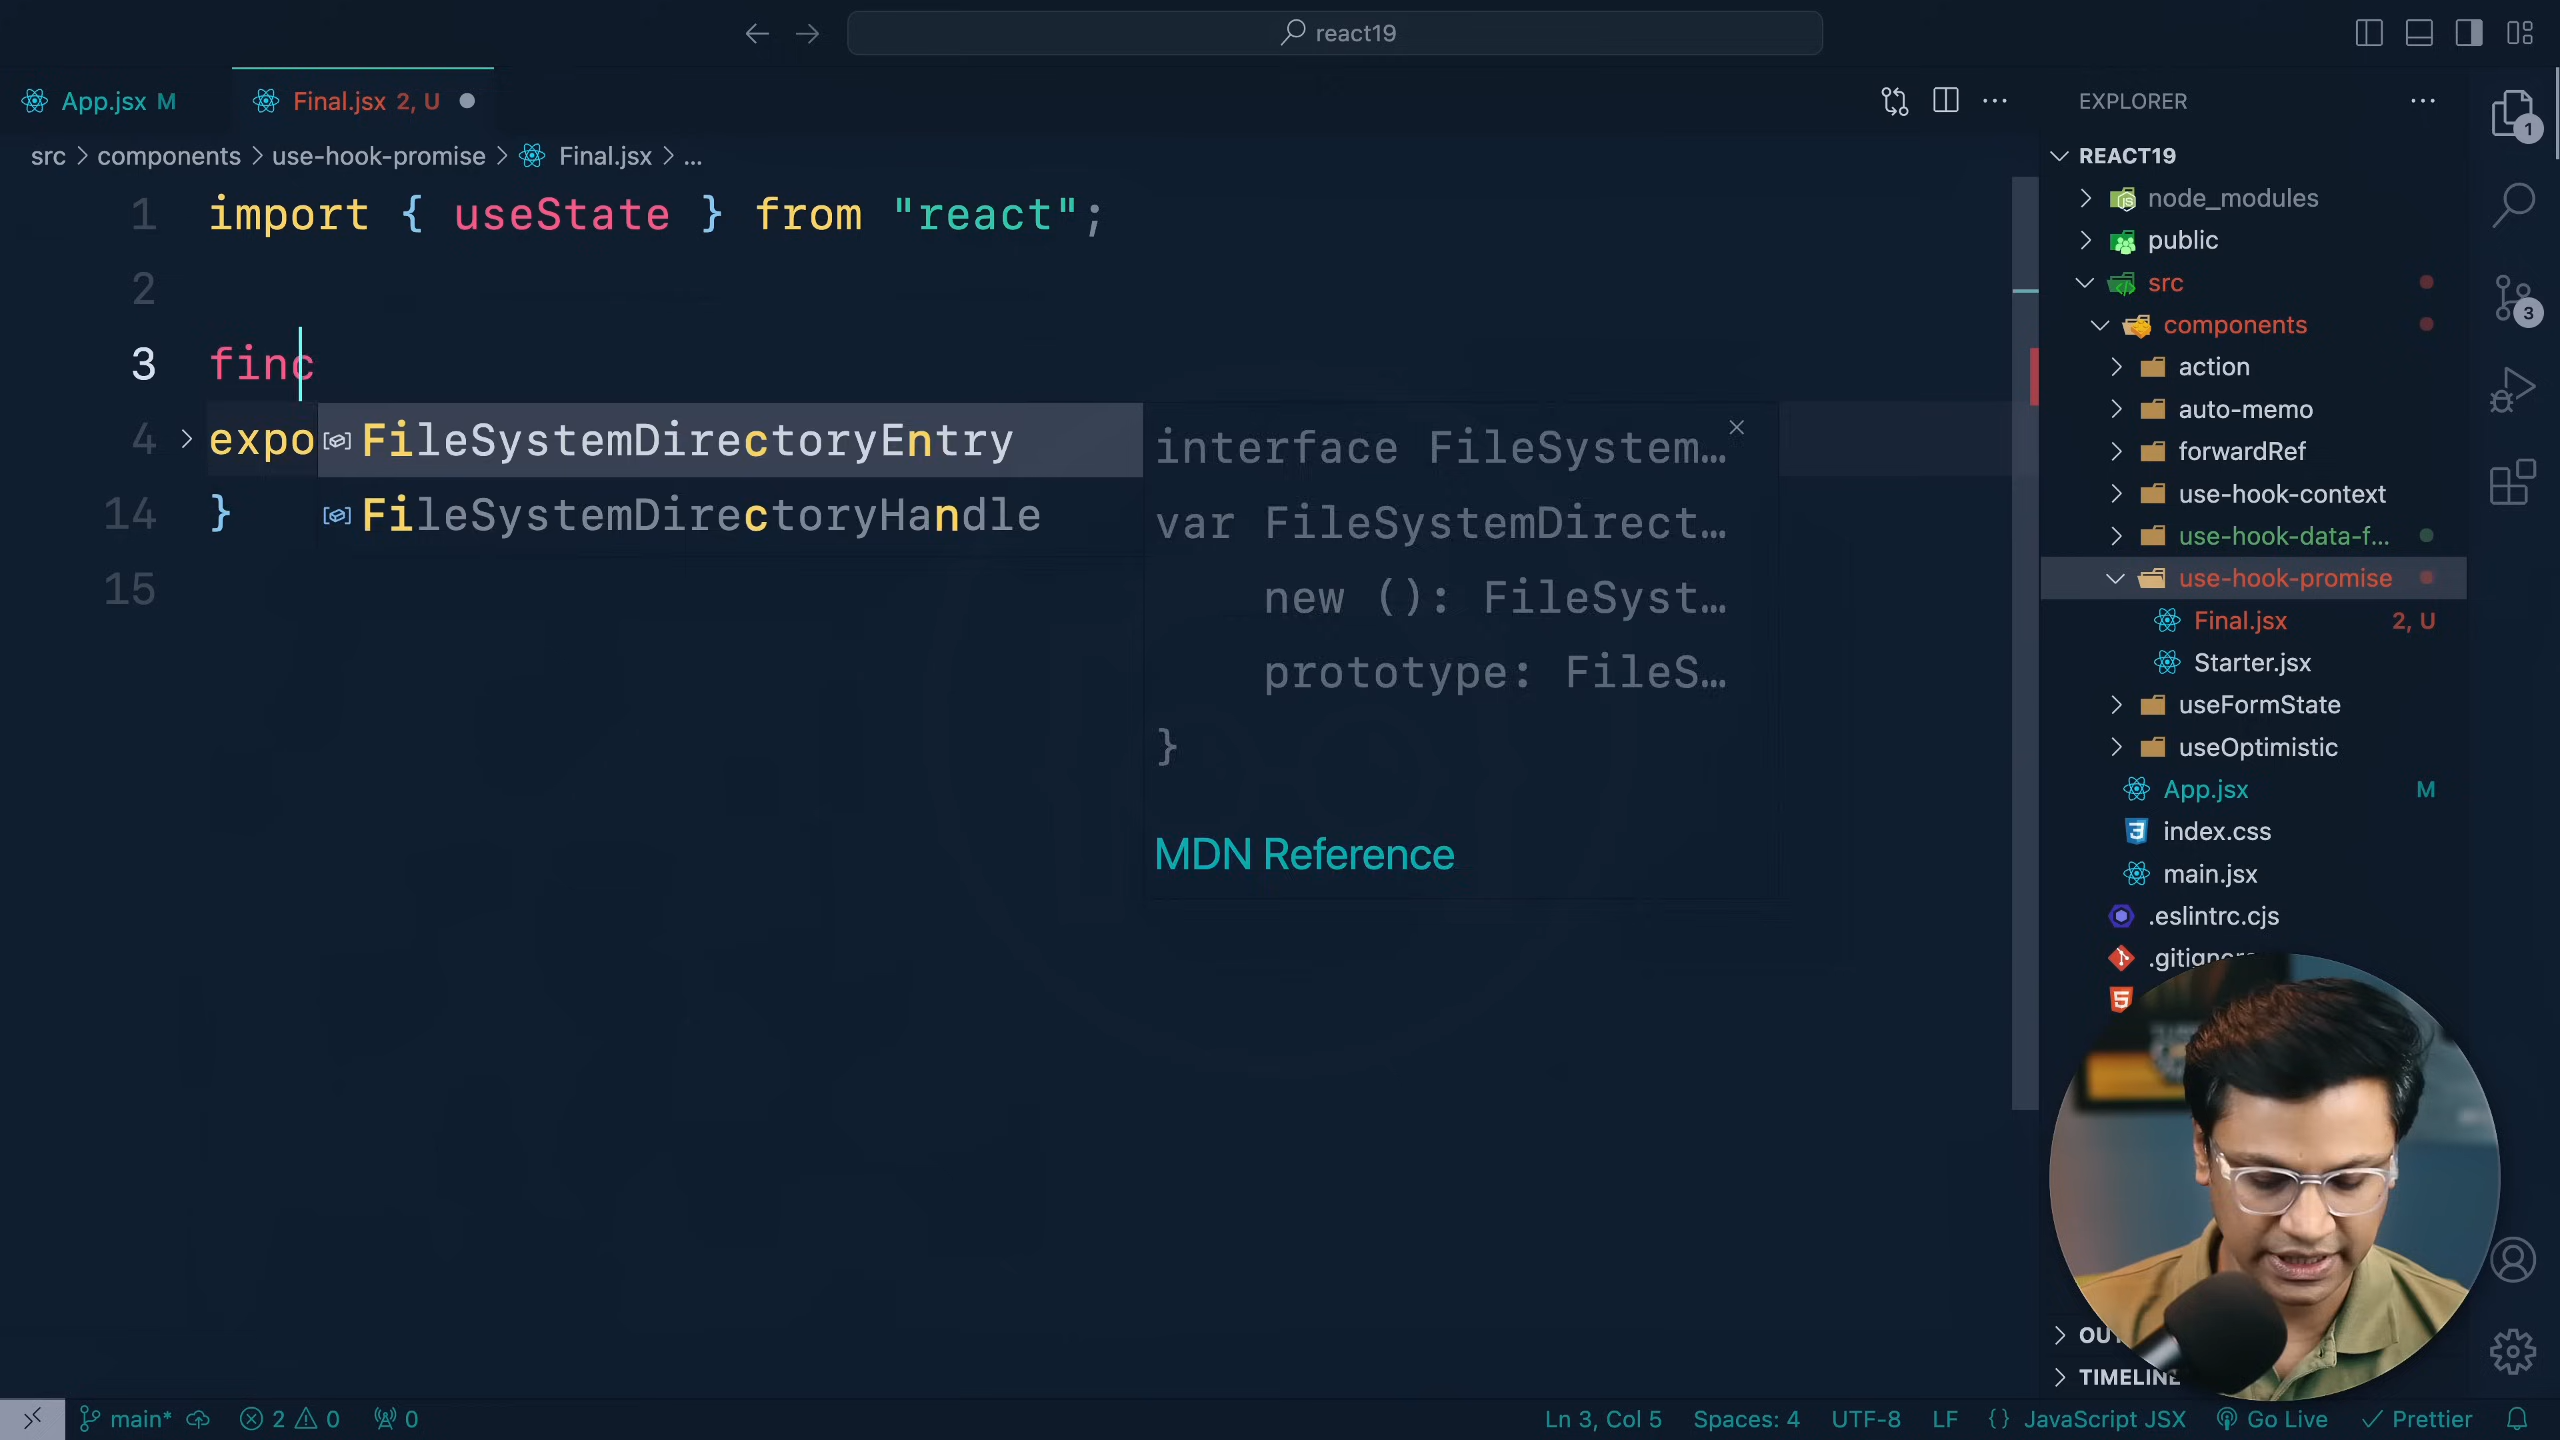 react19
App.jsx M
Final.jsx 2, U
src > components > use-hook-promise > Final.jsx > ...
1 import { useState } from "react";
2
3 finc
4 expo
14 }
15
FileSystemDirectoryEntry
FileSystemDirectoryHandle
interface FileSystem…
var FileSystemDirect…
new (): FileSyst…
prototype: FileS…
}
MDN Reference
EXPLORER
REACT19
node_modules
public
src
components
action
auto-memo
forwardRef
use-hook-context
use-hook-data-f...
use-hook-promise
Final.jsx 2, U
Starter.jsx
useFormState
useOptimistic
App.jsx M
index.css
main.jsx
.eslintrc.cjs
TIMELINE
1
3
main*
2 0
0
Ln 3, Col 5
Spaces: 4
UTF-8
LF
{} JavaScript JSX
Go Live
Prettier